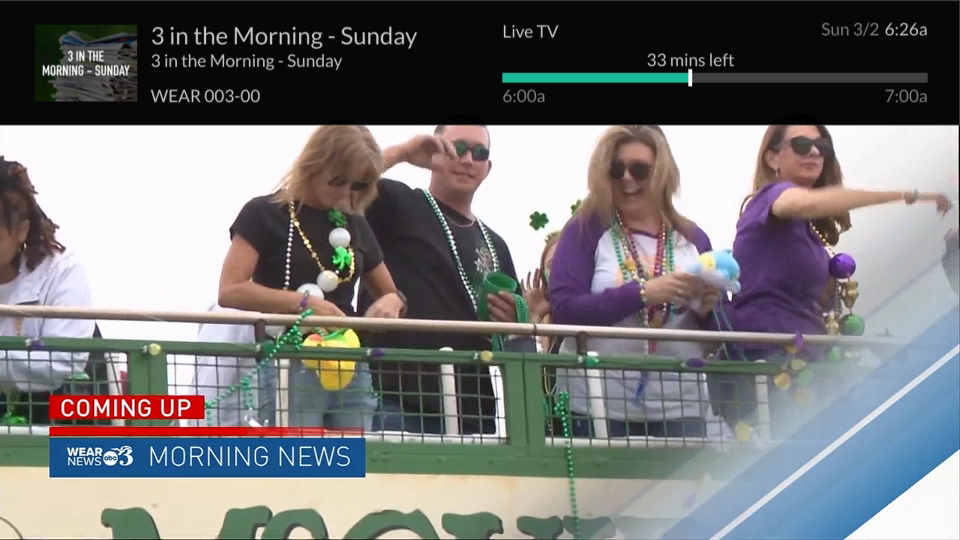 3 IN THE
MORNING - SUNDAY
3 in the Morning - Sunday
3 in the Morning - Sunday
WEAR 003-00
Live TV
Sun 3/2 6:26a
33 mins left
6:00a
7:00a
COMING UP
WEAR
NEWS abc 3
MORNING NEWS